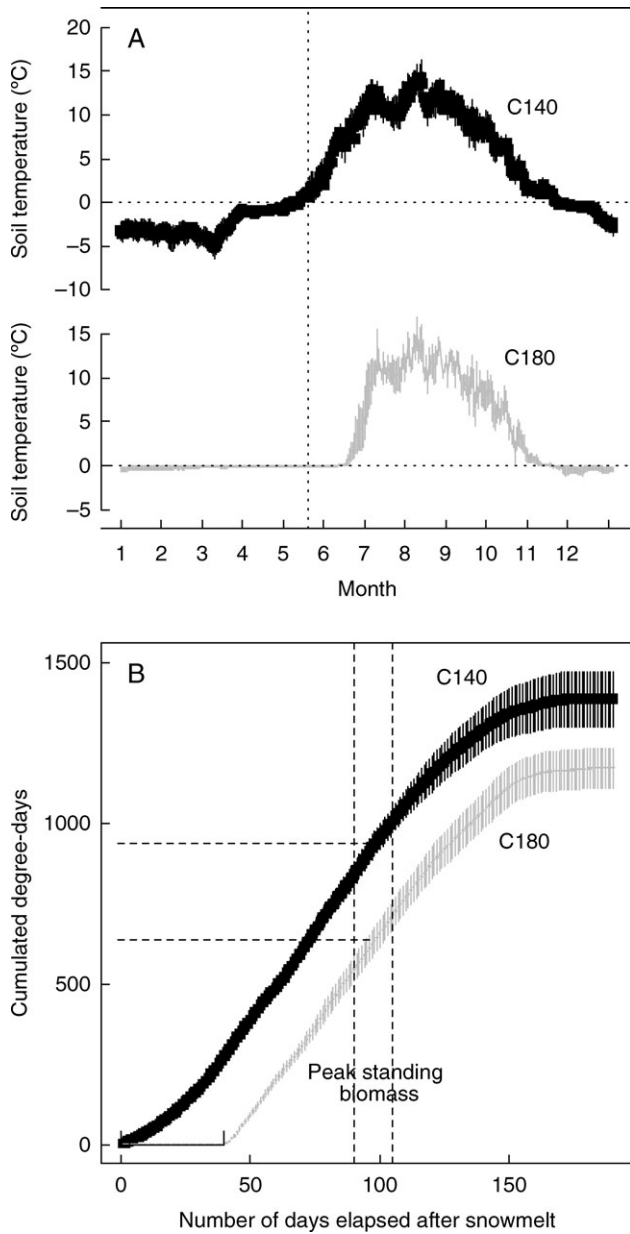 A
20
15
10
5
0
−5
−10
Soil temperature (ºC)
C140
15
10
5
0
−5
Soil temperature (ºC)
C180
1 2 3 4 5 6 7 8 9 10 11 12
Month
B
1500
1000
500
0
Cumulated degree-days
C140
C180
Peak standing
biomass
0 50 100 150
Number of days elapsed after snowmelt